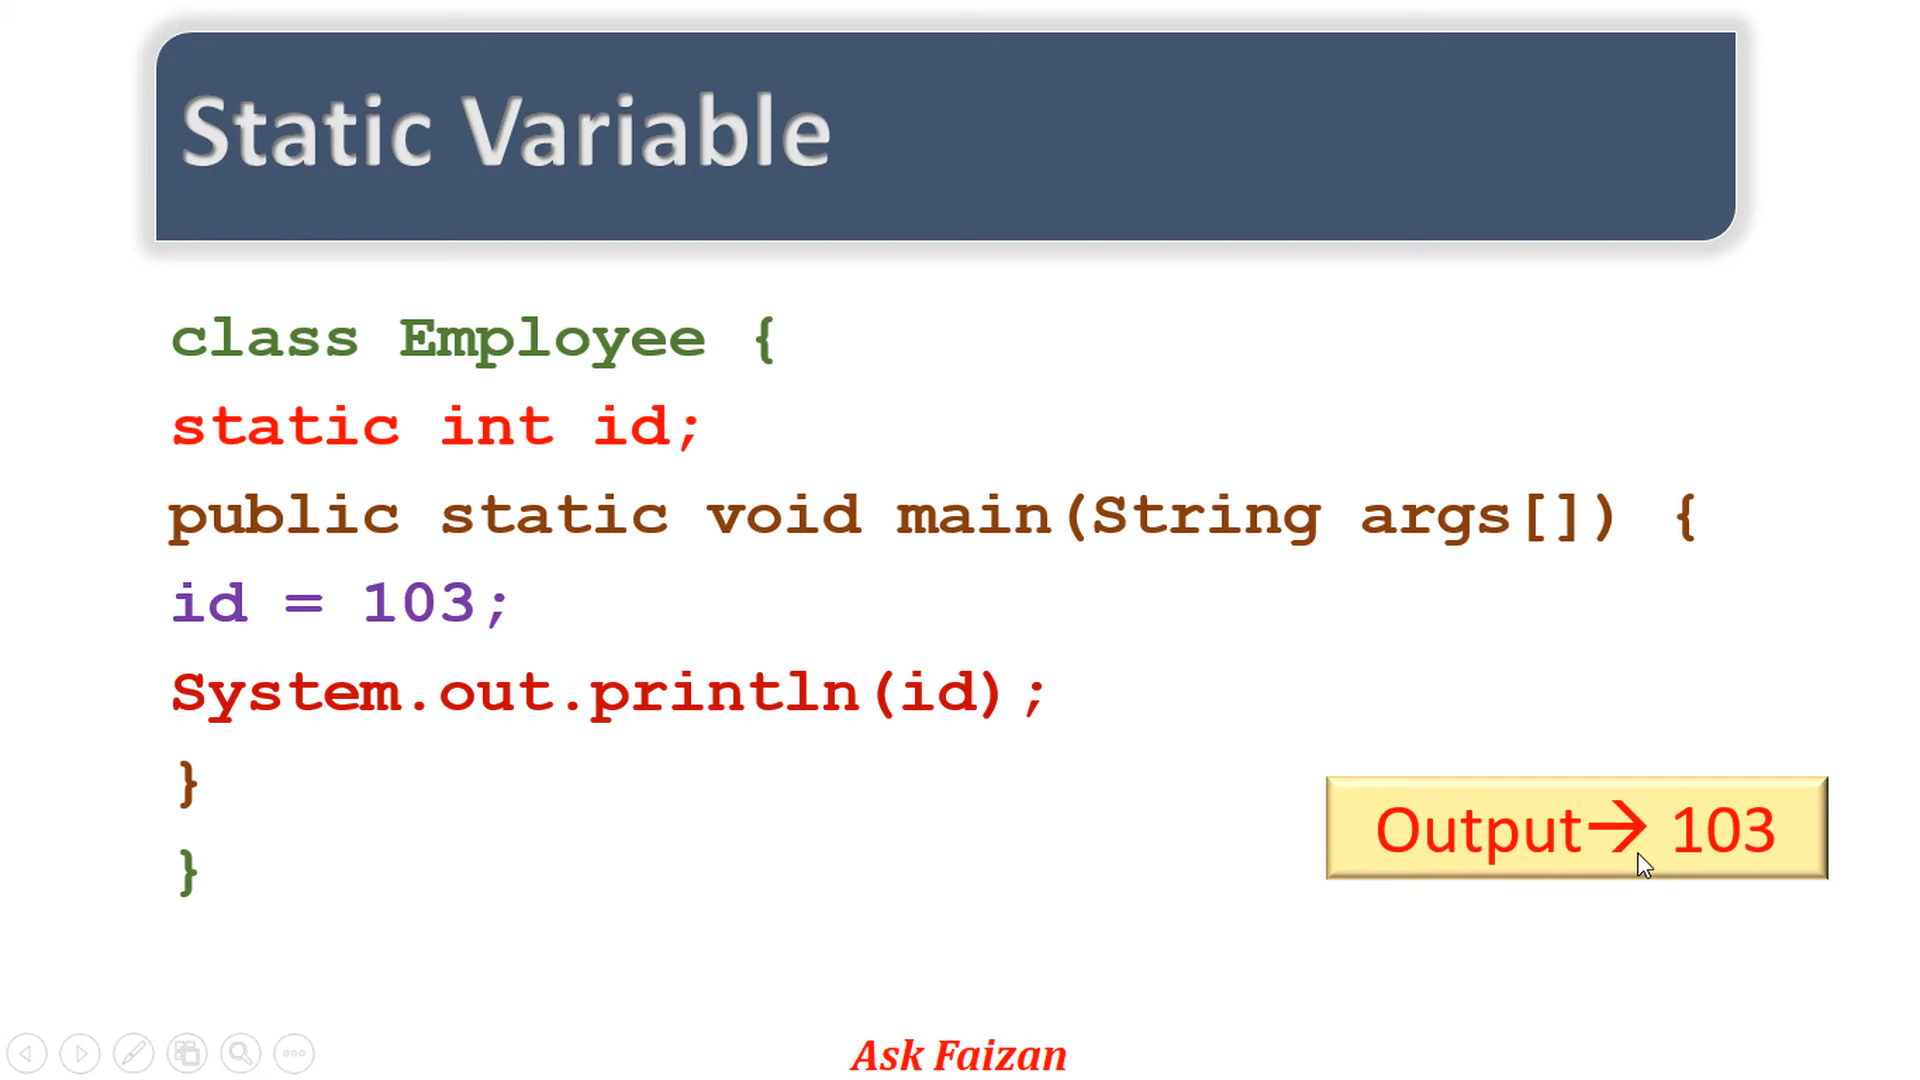 Static Variable
class Employee {
static int id;
public static void main(String args[]) {
id = 103;
System.out.println(id);
}
}
Output→ 103
Ask Faizan